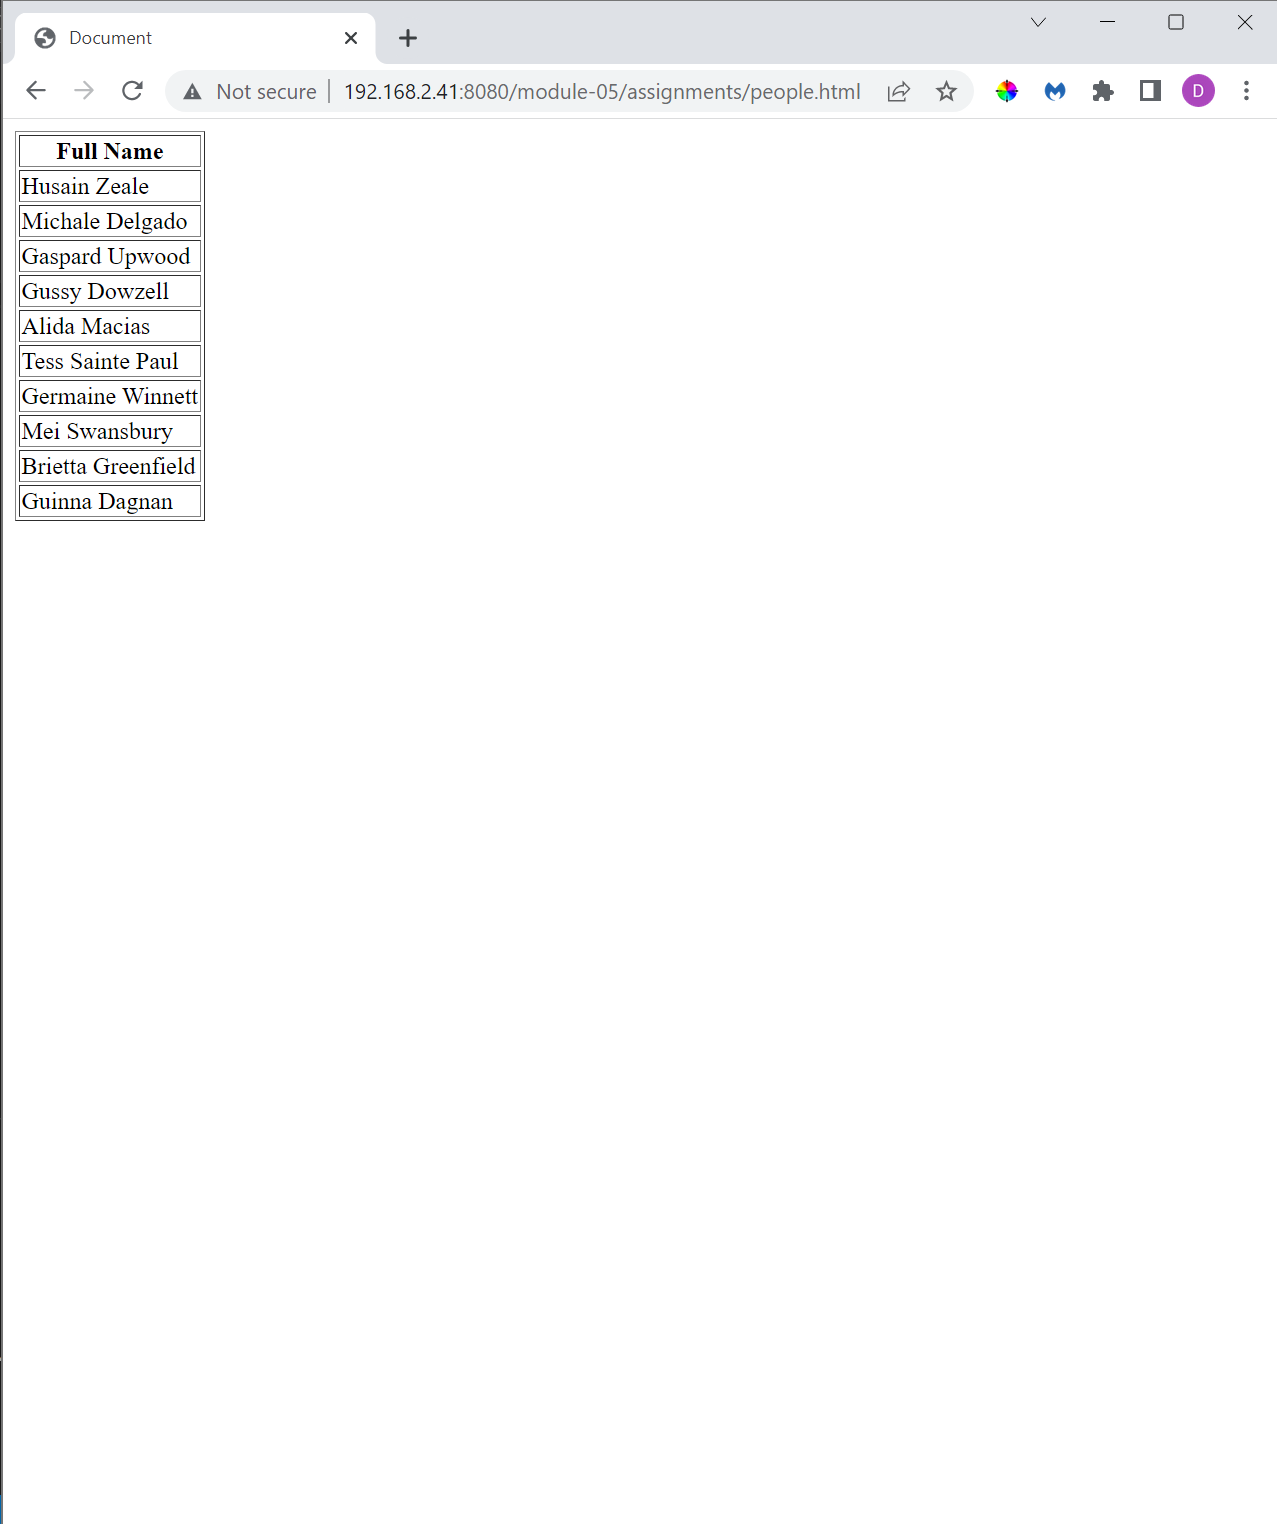 Document
Not secure 192.168.2.41:8080/module-05/assignments/people.html D
Full Name
Husain Zeale
Michale Delgado
Gaspard Upwood
Gussy Dowzell
Alida Macias
Tess Sainte Paul
Germaine Winnett
Mei Swansbury
Brietta Greenfield
Guinna Dagnan